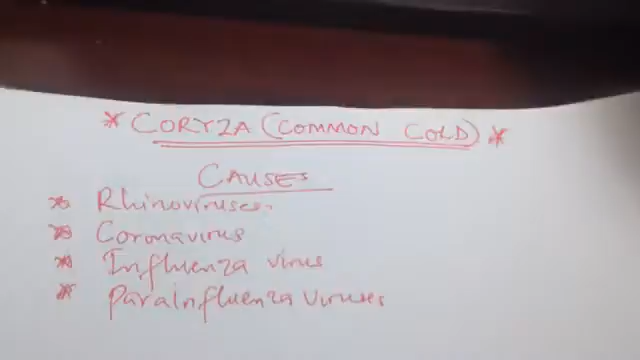 * CORYZA (COMMON COLD) *
CAUSES
* Rhinoviruses.
* Coronavirus
* Influenza virus
* Parainfluenza viruses